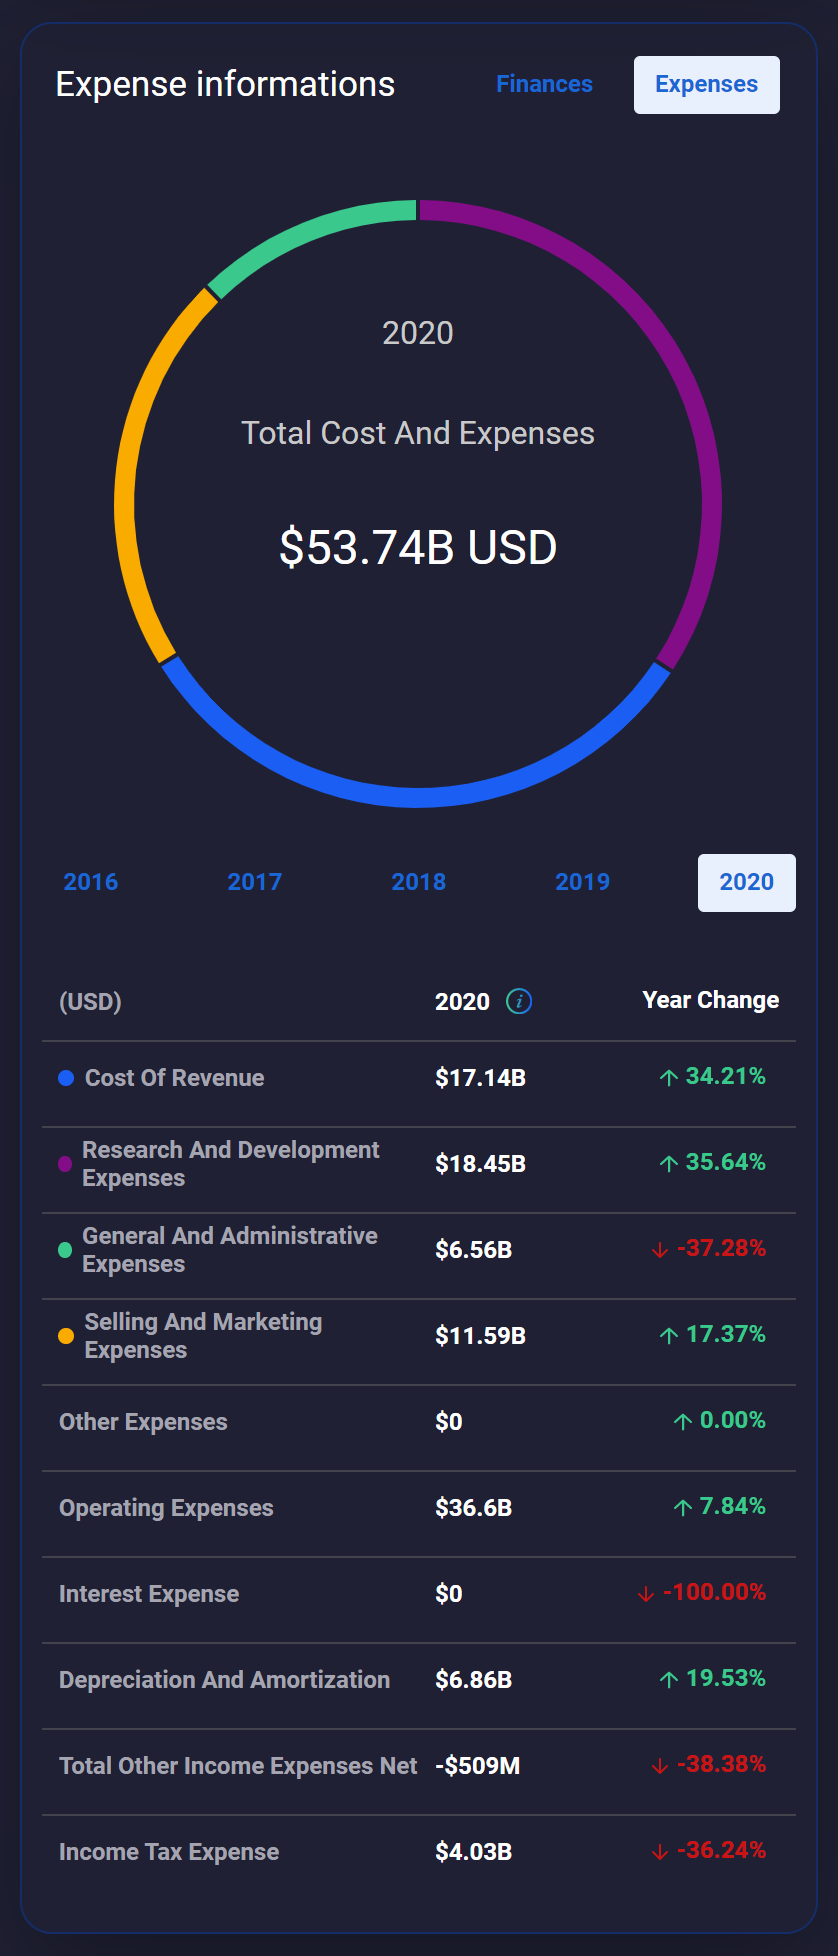 Expense informations
Finances
Expenses
2020
Total Cost And Expenses
$53.74B USD
2016 2017 2018 2019 2020
(USD) 2020 i Year Change
Cost Of Revenue $17.14B ↑ 34.21%
Research And Development
Expenses $18.45B ↑ 35.64%
General And Administrative
Expenses $6.56B ↓ -37.28%
Selling And Marketing
Expenses $11.59B ↑ 17.37%
Other Expenses $0 ↑ 0.00%
Operating Expenses $36.6B ↑ 7.84%
Interest Expense $0 ↓ -100.00%
Depreciation And Amortization $6.86B ↑ 19.53%
Total Other Income Expenses Net -$509M ↓ -38.38%
Income Tax Expense $4.03B ↓ -36.24%